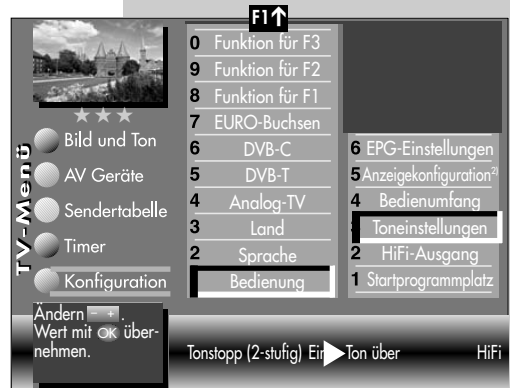 F1↑
0 Funktion für F3
9 Funktion für F2
8 Funktion für F1
7 EURO-Buchsen
6 DVB-C
5 DVB-T
4 Analog-TV
3 Land
2 Sprache
Bedienung
6 EPG-Einstellungen
5 Anzeigekonfiguration²⁾
4 Bedienumfang
Toneinstellungen
2 HiFi-Ausgang
1 Startprogrammplatz
TV-Menü
Bild und Ton
AV Geräte
Sendertabelle
Timer
Konfiguration
Ändern - + .
Wert mit OK über-
nehmen.
Tonstopp (2-stufig) Ein Ton über HiFi